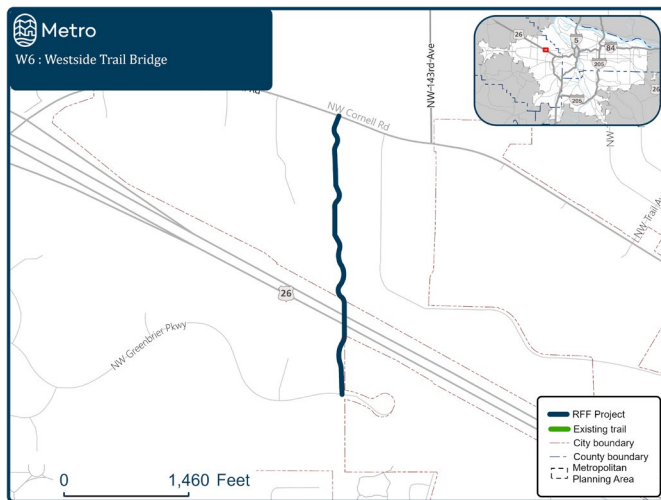 Metro
W6 : Westside Trail Bridge
Rd
NW Cornell Rd
NW 143rd Ave
26
5
84
205
205
26
NW
NW Trail Av
26
NW Greenbrier Pkwy
RFF Project
Existing trail
City boundary
County boundary
Metropolitan
Planning Area
0
1,460 Feet